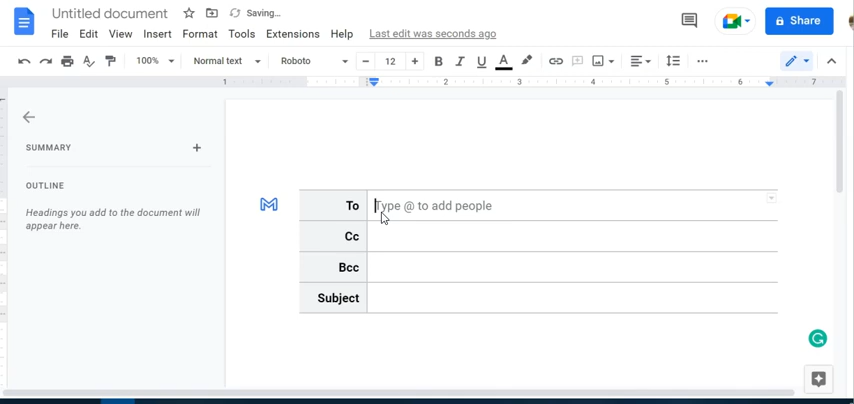 Untitled document Saving...
File Edit View Insert Format Tools Extensions Help Last edit was seconds ago
Share
100% Normal text Roboto 12 B I U A
1 1 2 3 4 5 6 7
SUMMARY
OUTLINE
Headings you add to the document will
appear here.
To Type @ to add people
Cc
Bcc
Subject